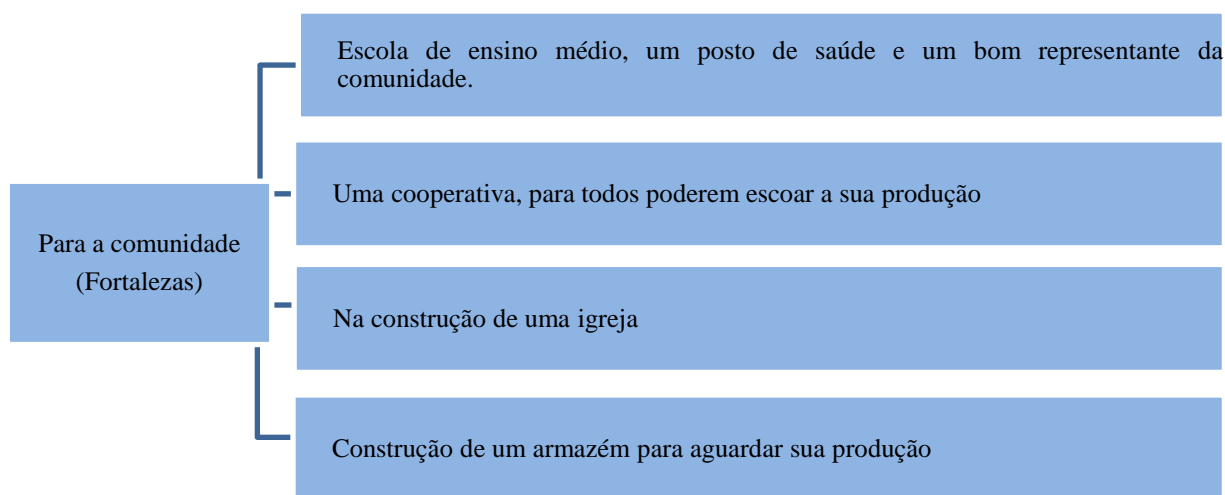 Escola de ensino médio, um posto de saúde e um bom representante da
comunidade.
Uma cooperativa, para todos poderem escoar a sua produção
Para a comunidade
(Fortalezas)
Na construção de uma igreja
Construção de um armazém para aguardar sua produção